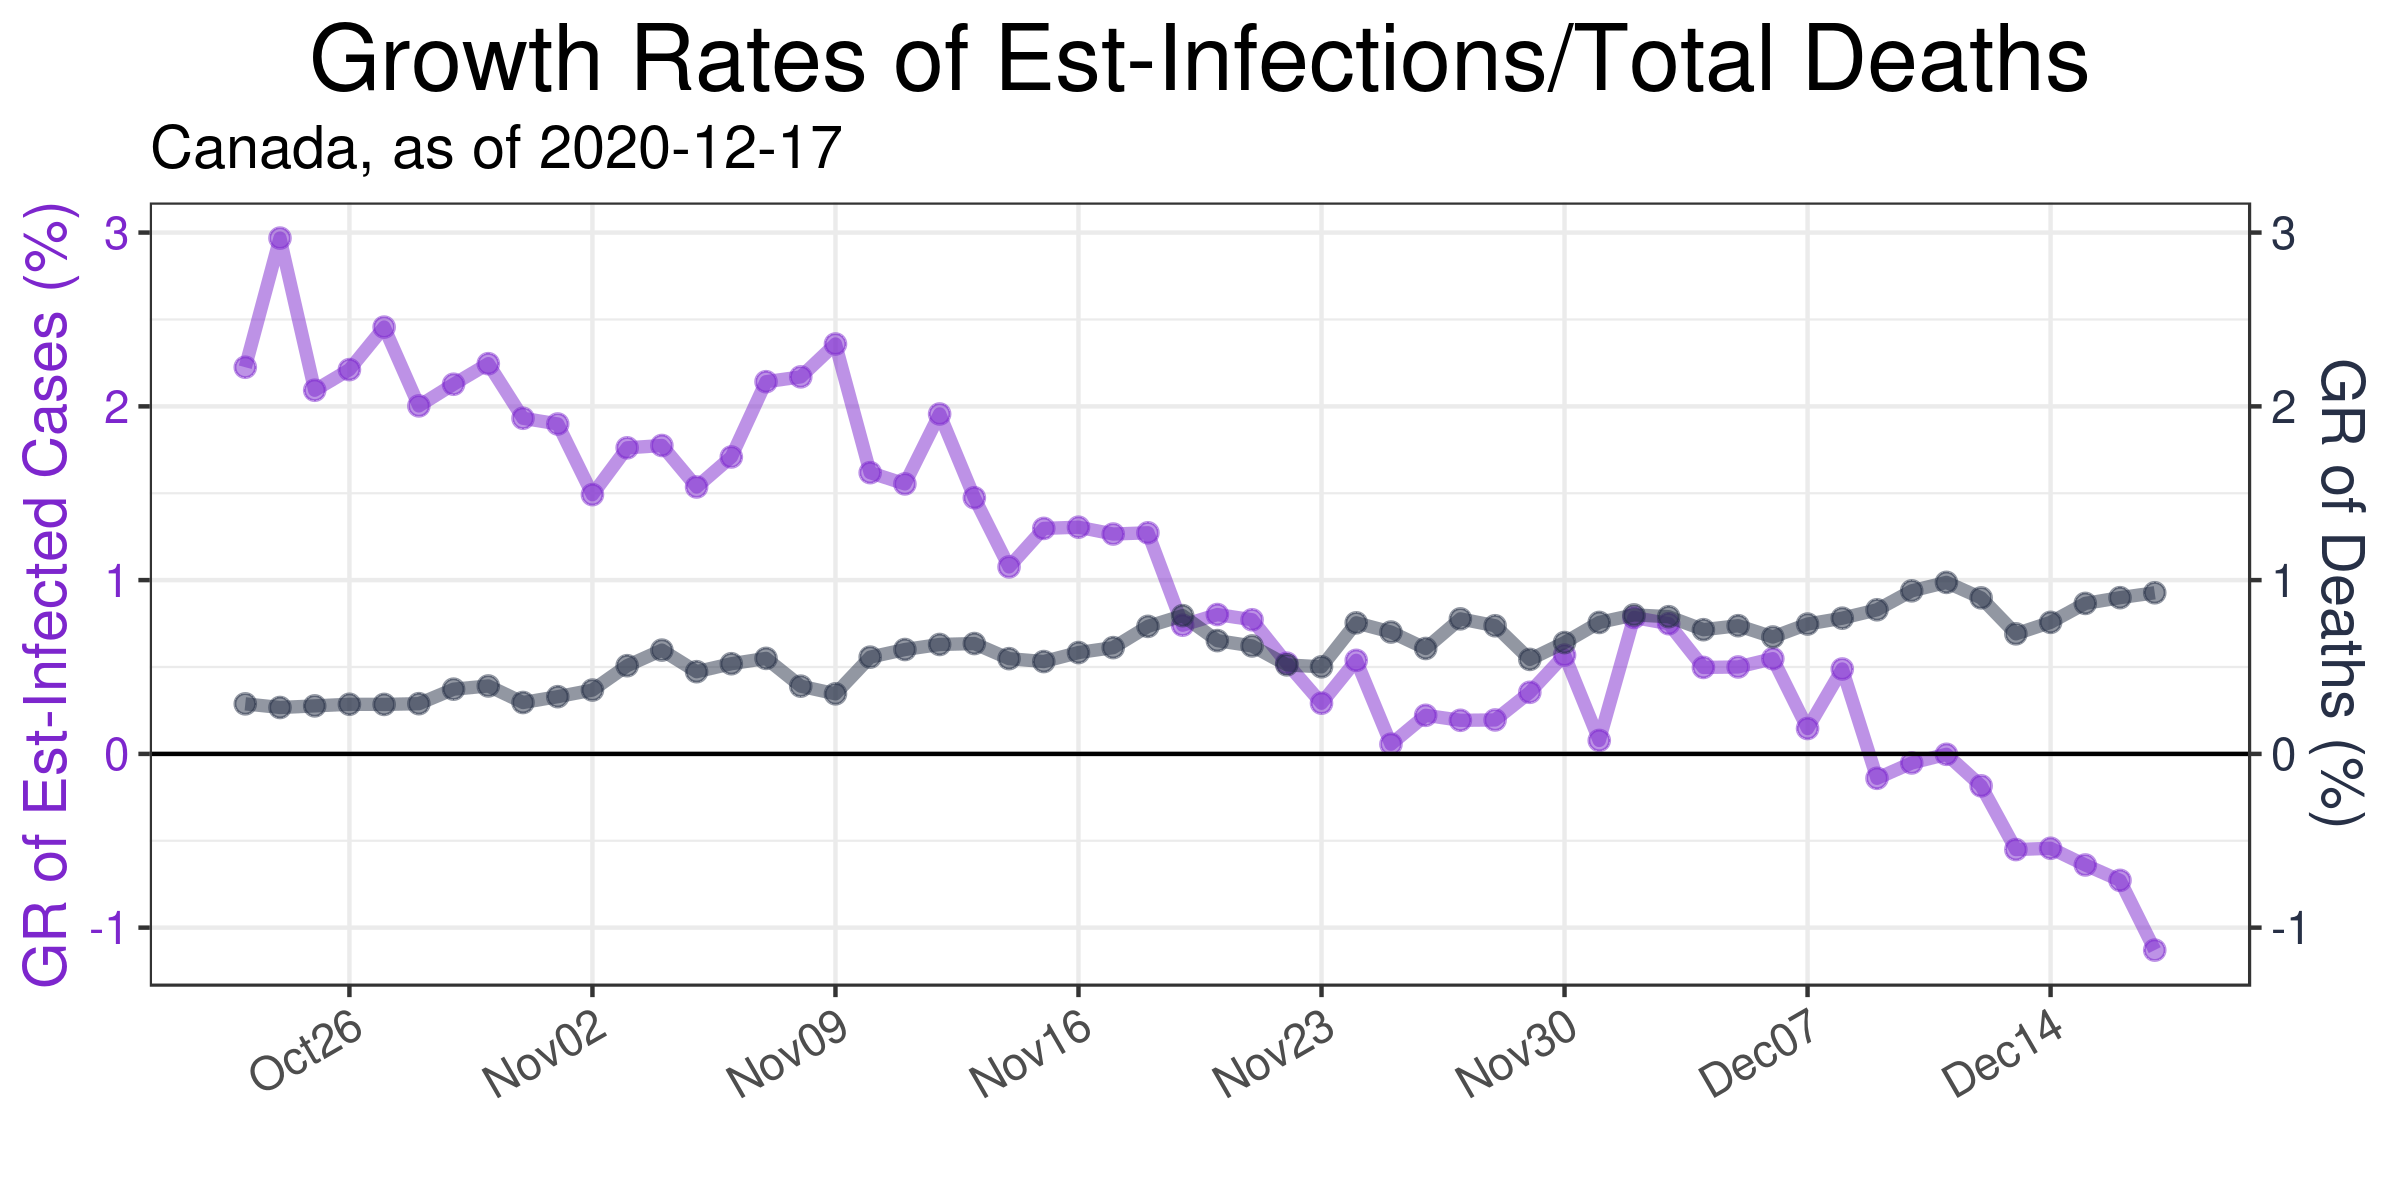 Growth Rates of Est-Infections/Total Deaths
Canada, as of 2020-12-17
GR of Est-Infected Cases (%)
3
2
1
0
-1
3
2
1
0
-1
GR of Deaths (%)
Oct26
Nov02
Nov09
Nov16
Nov23
Nov30
Dec07
Dec14